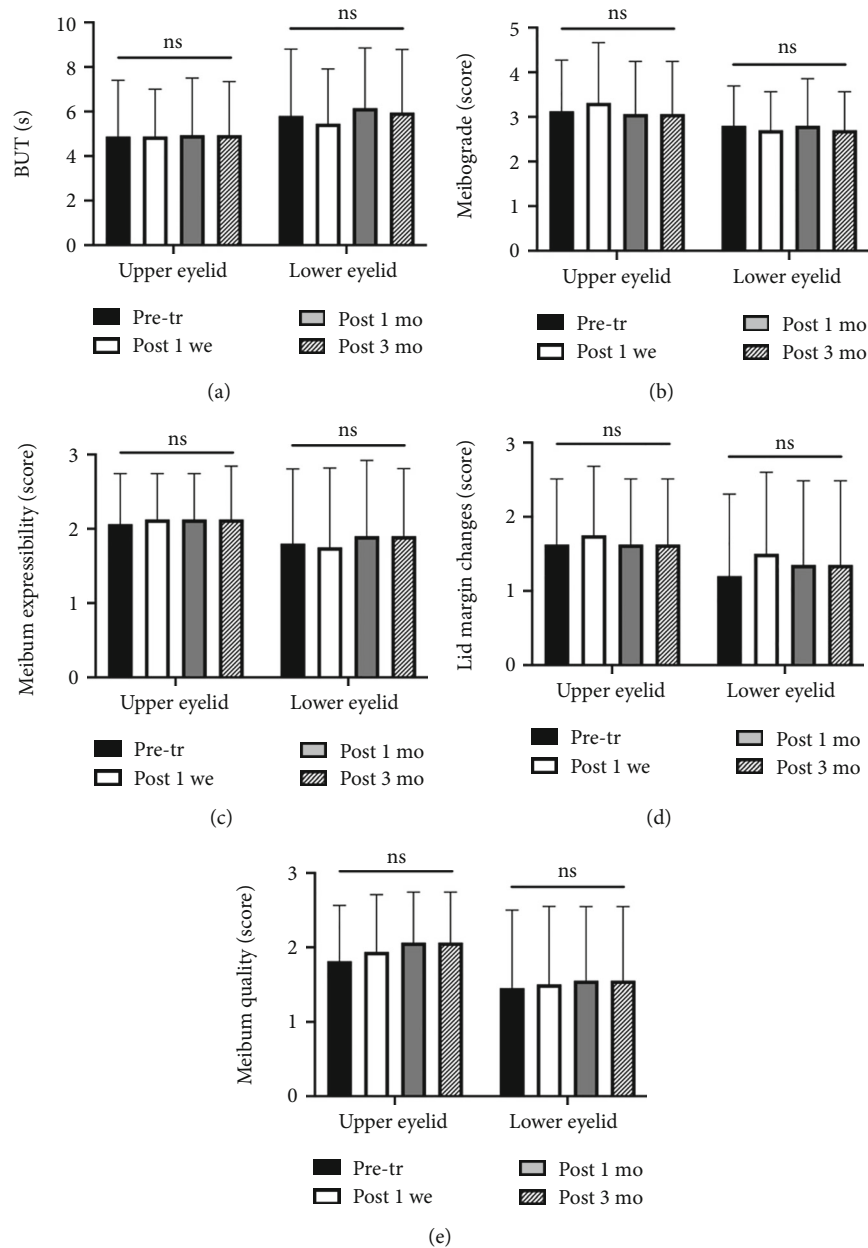 BUT (s)
10
8
6
4
2
0
ns
ns
Upper eyelid
Lower eyelid
Pre-tr
Post 1 we
Post 1 mo
Post 3 mo
(a)
Meibograde (score)
5
4
3
2
1
0
ns
ns
Upper eyelid
Lower eyelid
Pre-tr
Post 1 we
Post 1 mo
Post 3 mo
(b)
Meibum expressibility (score)
3
2
1
0
ns
ns
Upper eyelid
Lower eyelid
Pre-tr
Post 1 we
Post 1 mo
Post 3 mo
(c)
Lid margin changes (score)
3
2
1
0
ns
ns
Upper eyelid
Lower eyelid
Pre-tr
Post 1 we
Post 1 mo
Post 3 mo
(d)
Meibum quality (score)
3
2
1
0
ns
ns
Upper eyelid
Lower eyelid
Pre-tr
Post 1 we
Post 1 mo
Post 3 mo
(e)